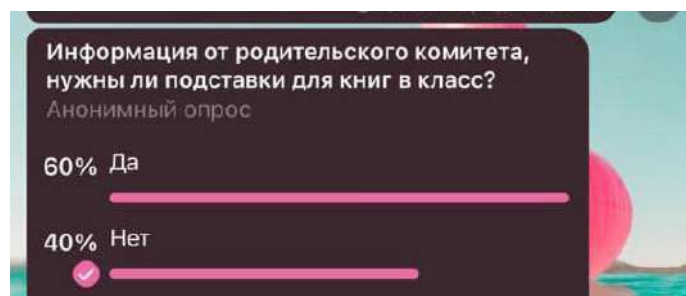 Информация от родительского комитета,
нужны ли подставки для книг в класс?
Анонимный опрос
60% Да
40% Нет